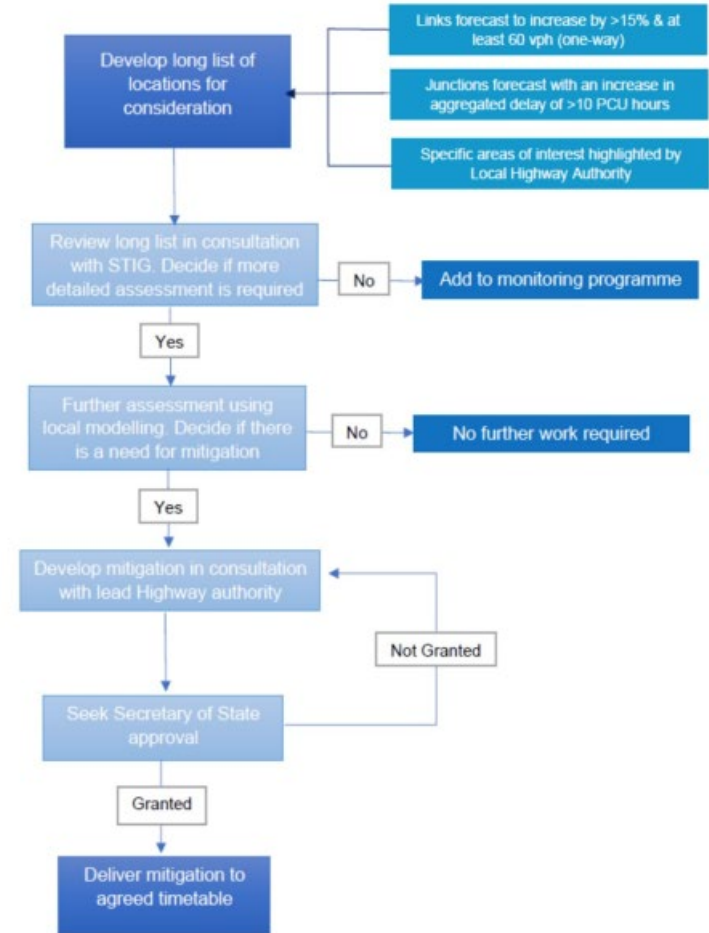 Links forecast to increase by >15% & at
least 60 vph (one-way)
Develop long list of
locations for
consideration
Junctions forecast with an increase in
aggregated delay of >10 PCU hours
Specific areas of interest highlighted by
Local Highway Authority
Review long list in consultation
with STIG. Decide if more
detailed assessment is required
No
Add to monitoring programme
Yes
Further assessment using
local modelling. Decide if there
is a need for mitigation
No
No further work required
Yes
Develop mitigation in consultation
with lead Highway authority
Not Granted
Seek Secretary of State
approval
Granted
Deliver mitigation to
agreed timetable